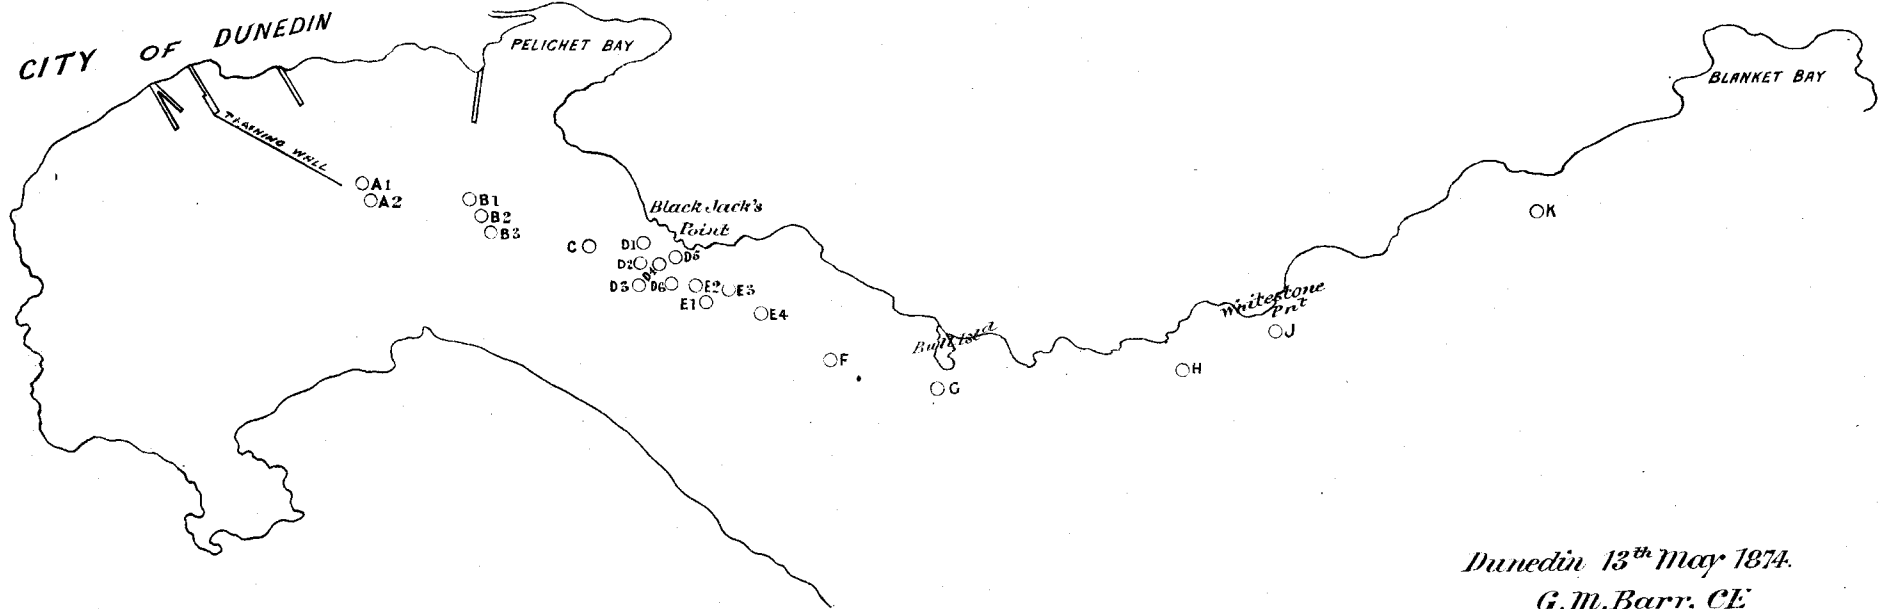 CITY OF DUNEDIN
PELICHET BAY
BLANKET BAY
TRAINING WALL
A1
A2
B1
B2
B3
Black Jack's
Point
C
D1
D2
D3
D4
D5
D6
E1
E2
E3
E4
F
G
Bull Isld
H
Whitestone
Pnt
J
K
Dunedin 13th May 1874.
G. M. Barr, CE